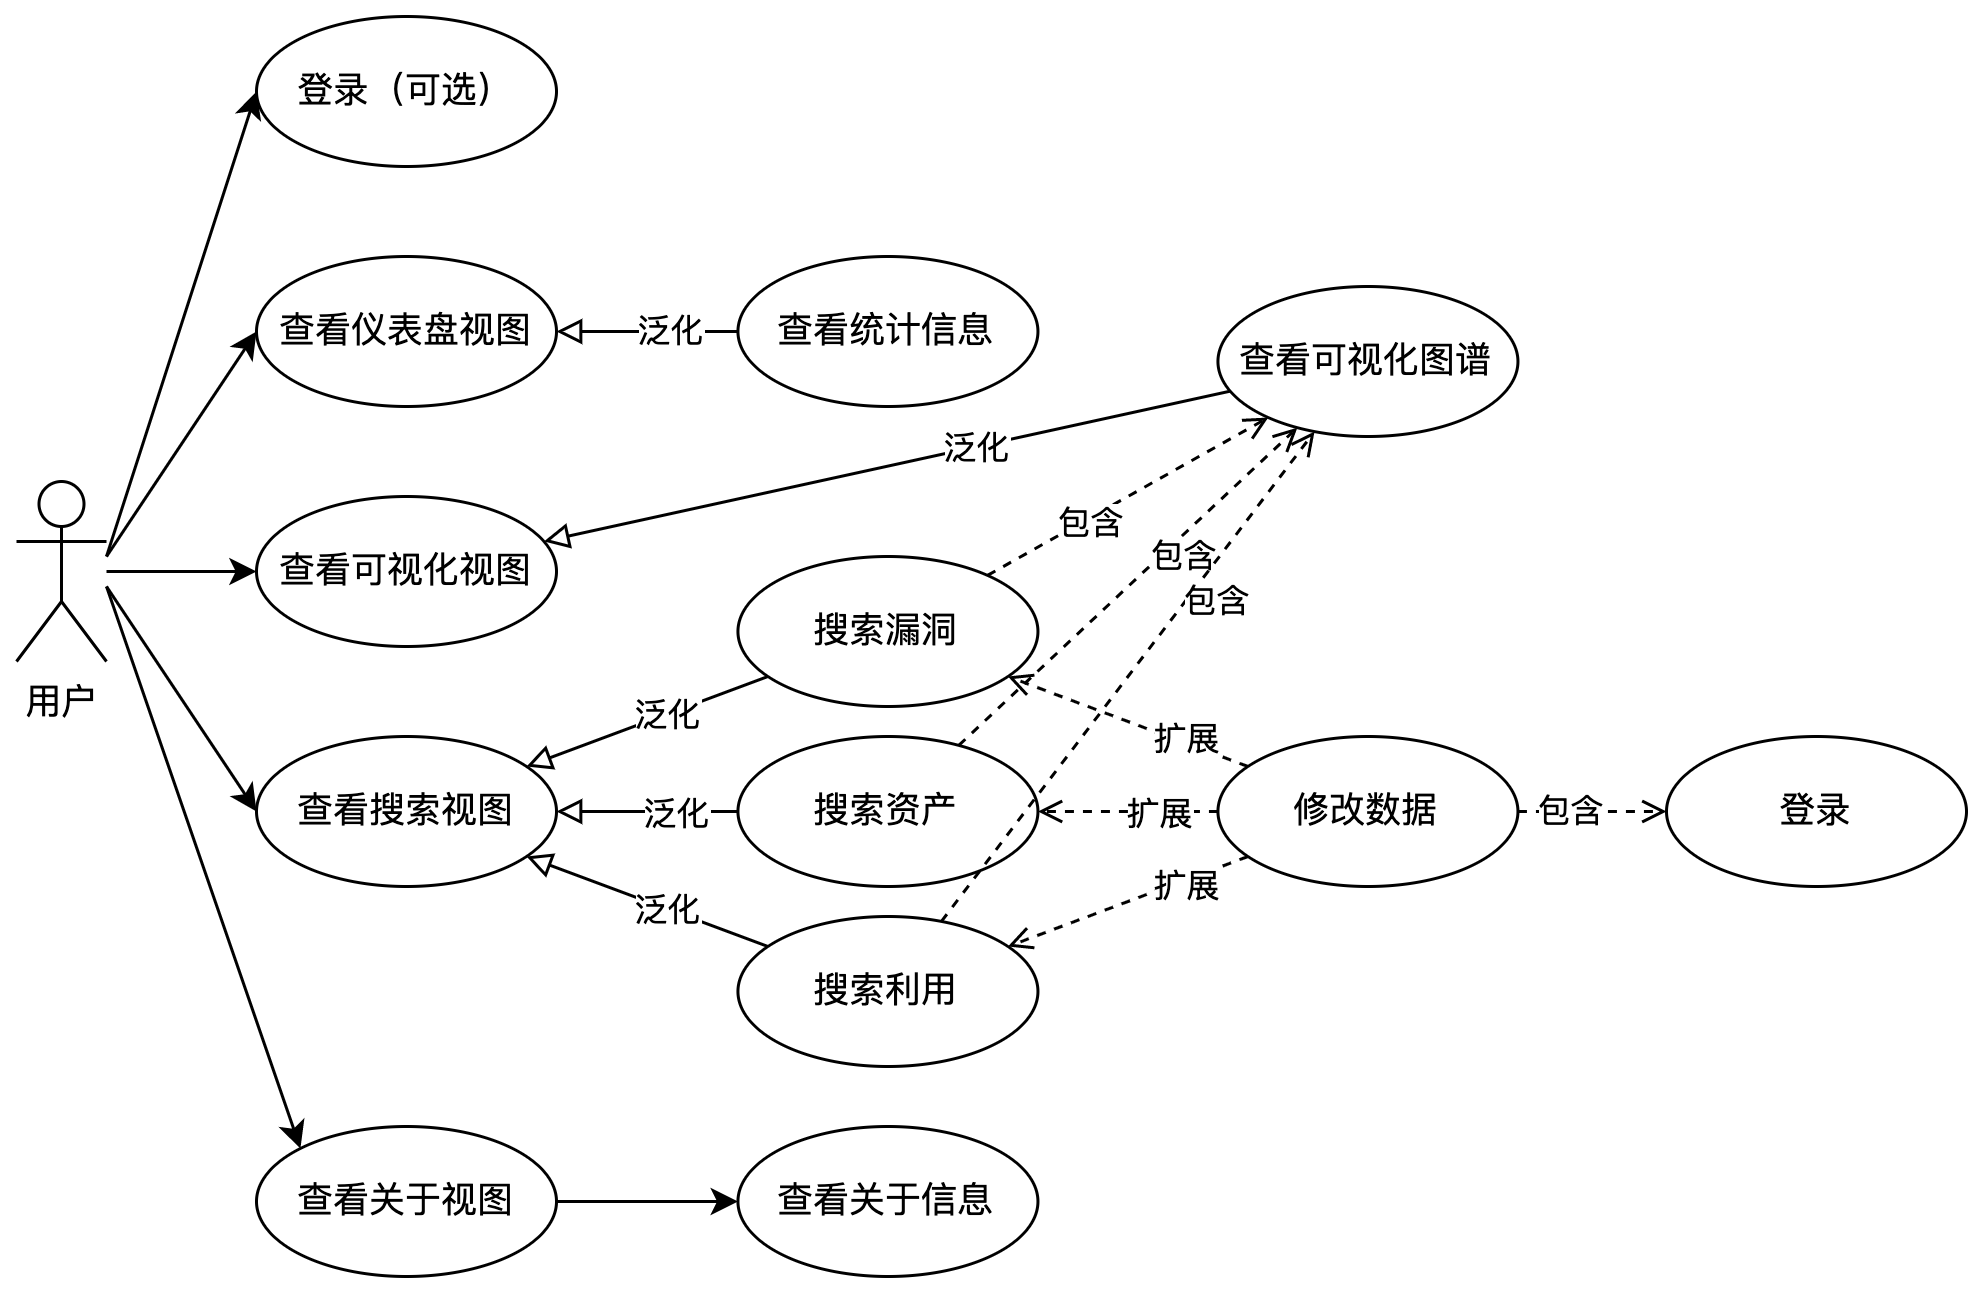 登录（可选）
查看仪表盘视图
泛化
查看统计信息
查看可视化图谱
泛化
查看可视化视图
包含
包含
包含
搜索漏洞
用户
泛化
扩展
查看搜索视图
泛化
搜索资产
扩展
修改数据
包含
登录
扩展
泛化
搜索利用
查看关于视图
查看关于信息